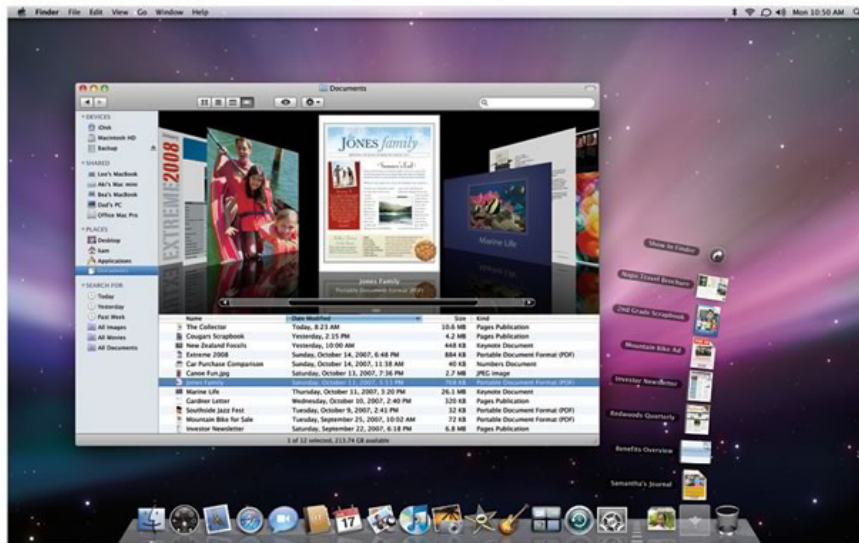 Finder File Edit View Go Window Help
Mon 10:50 AM
Documents
DEVICES
iDisk
Macintosh HD
Backup
SHARED
Lee's MacBook
Aki's Mac mini
Bea's MacBook
Dad's PC
Office Mac Pro
PLACES
Desktop
Sam
Applications
Documents
SEARCH FOR
Today
Yesterday
Past Week
All Images
All Movies
All Documents
EXTREME 2008
JONES family
Summer's End
Marine Life
Jones Family
Portable Document Format (PDF)
Name Date Modified Size Kind
The Collector Today, 8:23 AM 10.6 MB Pages Publication
Cougars Scrapbook Yesterday, 2:15 PM 4.2 MB Pages Publication
New Zealand Fossils Yesterday, 10:00 AM 448 KB Keynote Document
Extreme 2008 Sunday, October 14, 2007, 6:48 PM 884 KB Portable Document Format (PDF)
Car Purchase Comparison Sunday, October 14, 2007, 11:38 AM 40 KB Numbers Document
Canoe Fun.jpg Saturday, October 13, 2007, 7:36 PM 2.7 MB JPEG image
Jones Family Saturday, October 13, 2007, 5:53 PM 768 KB Portable Document Format (PDF)
Marine Life Thursday, October 11, 2007, 3:20 PM 26.1 MB Keynote Document
Gardner Letter Wednesday, October 10, 2007, 2:40 PM 320 KB Pages Publication
Southside Jazz Fest Tuesday, October 9, 2007, 2:41 PM 32 KB Portable Document Format (PDF)
Mountain Bike for Sale Tuesday, September 25, 2007, 10:02 AM 72 KB Pages Publication
Investor Newsletter Saturday, September 22, 2007, 6:18 PM 6.8 MB Pages Publication
1 of 12 selected, 213.74 GB available
Show in Finder
Napa Travel Brochure
2nd Grade Scrapbook
Mountain Bike Ad
Investor Newsletter
Redwoods Quarterly
Benefits Overview
Samantha's Journal
17